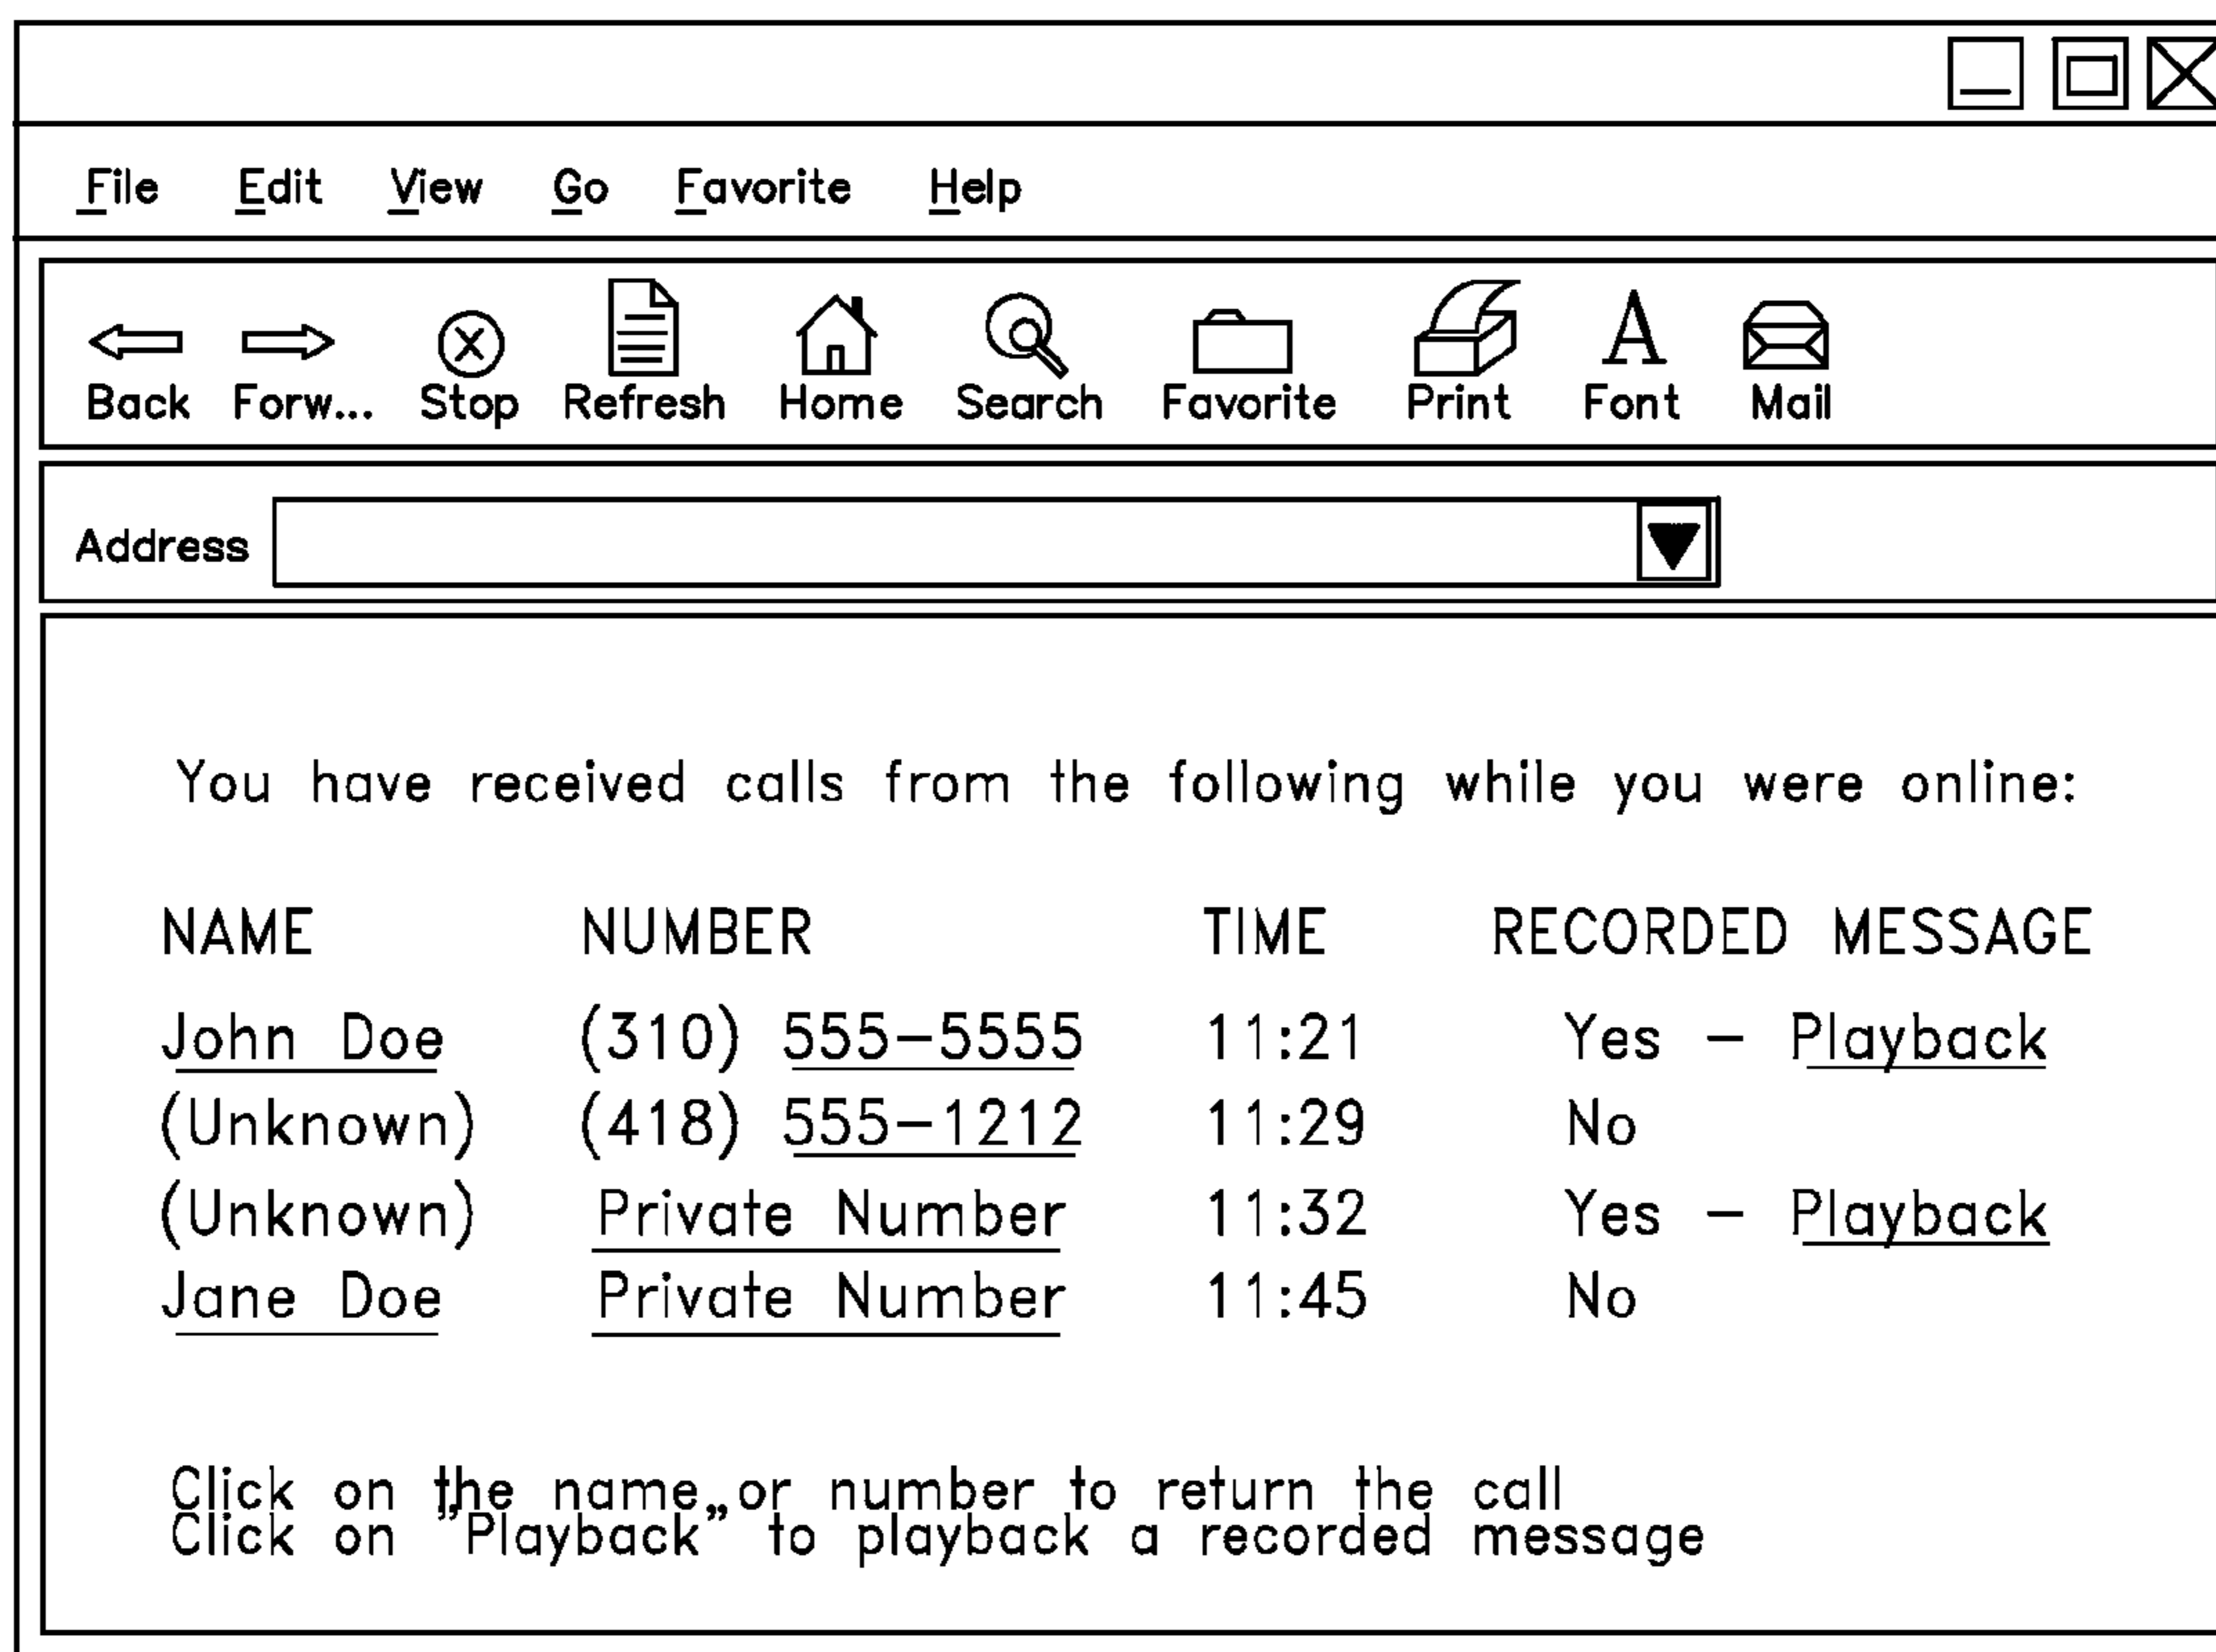 File Edit View Go Favorite Help
Back Forw... Stop Refresh Home Search Favorite Print Font Mail
Address
You have received calls from the following while you were online:
NAME NUMBER TIME RECORDED MESSAGE
John Doe (310) 555-5555 11:21 Yes - Playback
(Unknown) (418) 555-1212 11:29 No
(Unknown) Private Number 11:32 Yes - Playback
Jane Doe Private Number 11:45 No
Click on the name or number to return the call
Click on "Playback" to playback a recorded message